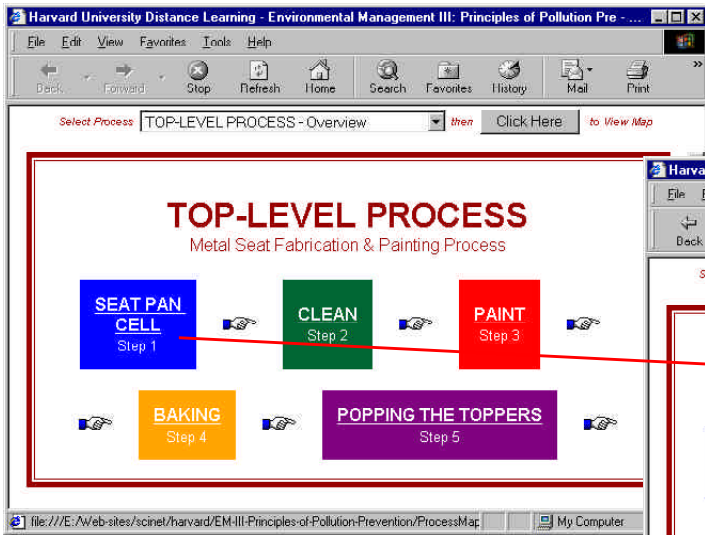 Harvard University Distance Learning - Environmental Management III: Principles of Pollution Pre - ...
File Edit View Favorites Tools Help
Back Forward Stop Refresh Home Search Favorites History Mail Print »
Select Process TOP-LEVEL PROCESS - Overview then Click Here to View Map
TOP-LEVEL PROCESS
Metal Seat Fabrication & Painting Process
SEAT PAN
CELL
Step 1
CLEAN
Step 2
PAINT
Step 3
BAKING
Step 4
POPPING THE TOPPERS
Step 5
file:///E:/Web-sites/scinet/harvard/EM-III-Principles-of-Pollution-Prevention/ProcessMap
My Computer
Harva
File
Back
S